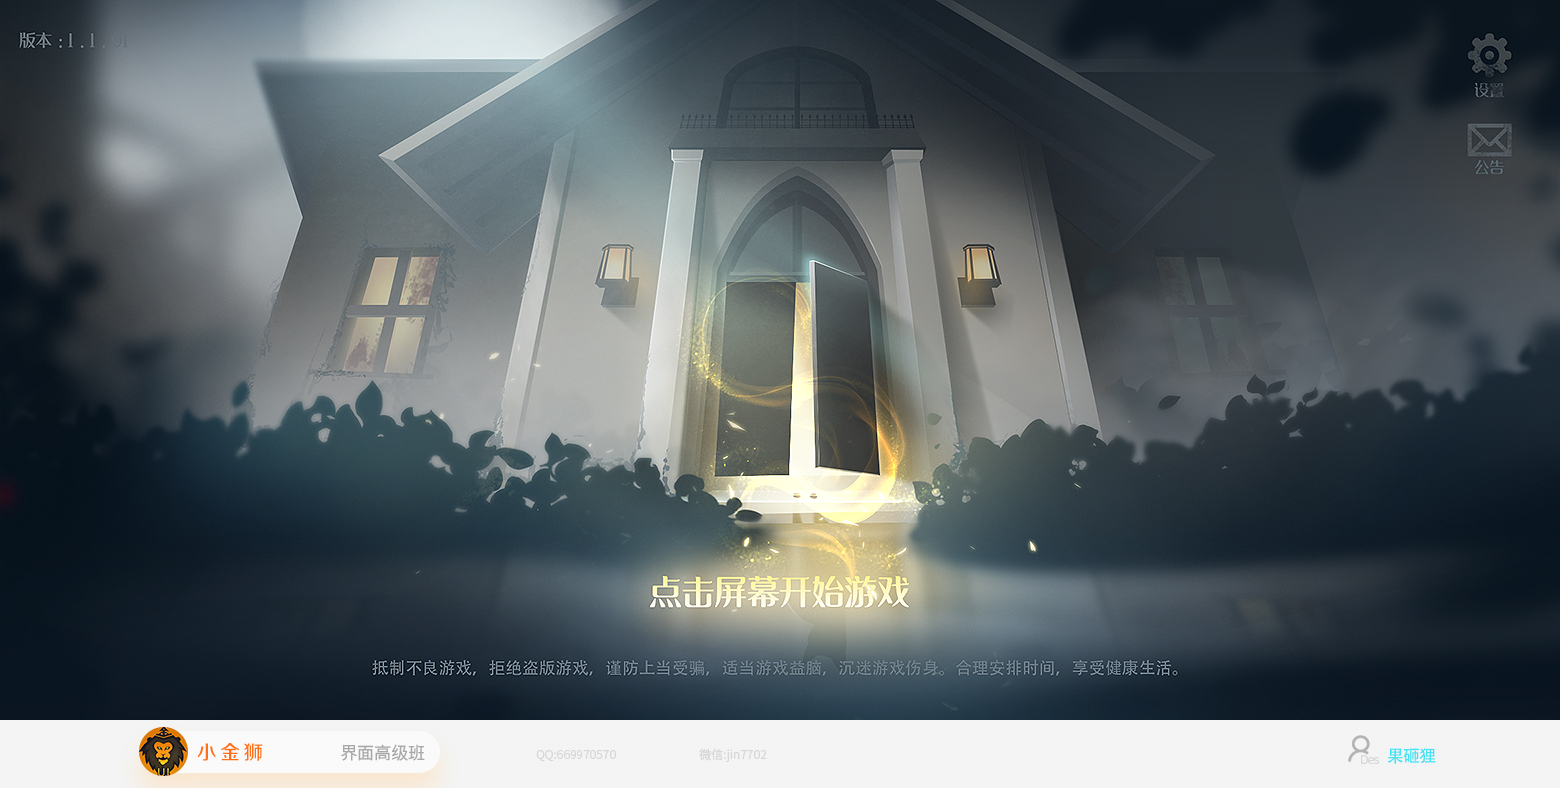 版本 :1.1.01
设置
公告
点击屏幕开始游戏
抵制不良游戏，拒绝盗版游戏，谨防上当受骗，适当游戏益脑，沉迷游戏伤身。合理安排时间，享受健康生活。
小金狮 界面高级班 QQ:669970570 微信:jin7702 Des 果砸狸